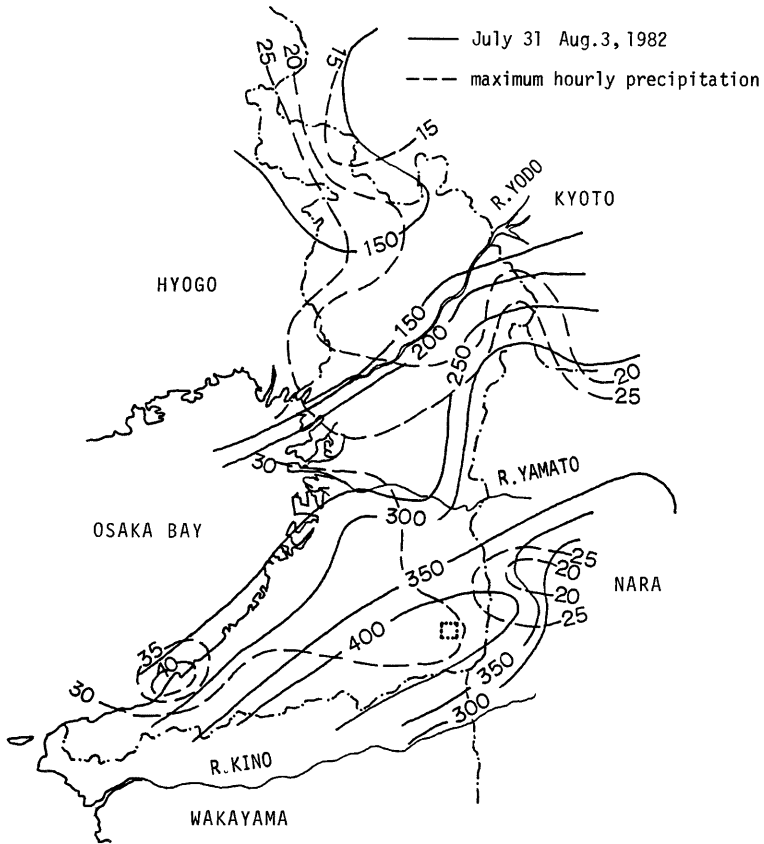 July 31 Aug.3, 1982
maximum hourly precipitation
25
20
15
15
R.YODO
KYOTO
150
HYOGO
150
200
250
20
25
30
R.YAMATO
OSAKA BAY
300
350
25
20
NARA
20
25
400
35
40
30
350
300
R.KINO
WAKAYAMA